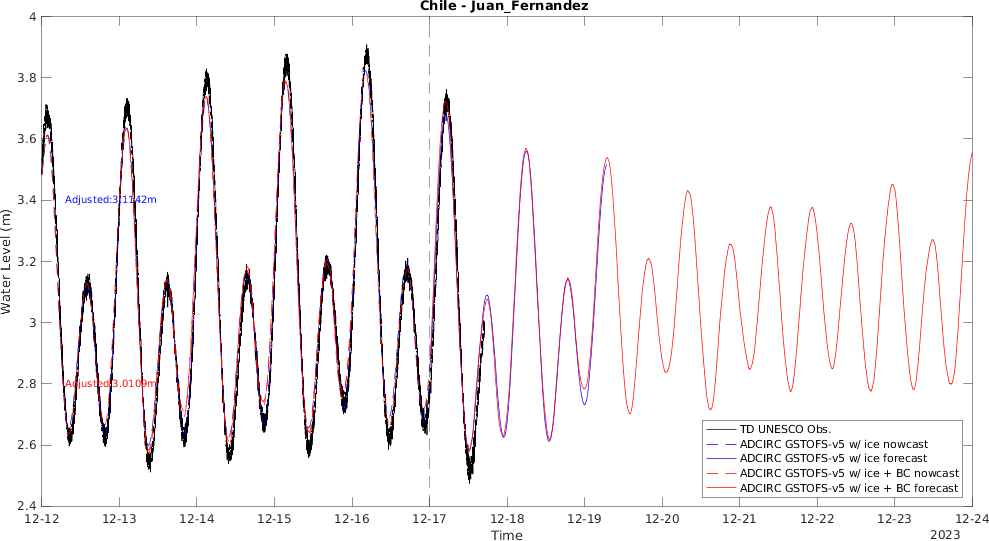 Chile - Juan_Fernandez
4
3.8
3.6
3.4
3.2
3
2.8
2.6
2.4
Water Level (m)
Adjusted:3.1142m
Adjusted:3.0109m
TD UNESCO Obs.
ADCIRC GSTOFS-v5 w/ ice nowcast
ADCIRC GSTOFS-v5 w/ ice forecast
ADCIRC GSTOFS-v5 w/ ice + BC nowcast
ADCIRC GSTOFS-v5 w/ ice + BC forecast
12-12 12-13 12-14 12-15 12-16 12-17 12-18 12-19 12-20 12-21 12-22 12-23 12-24
Time
2023